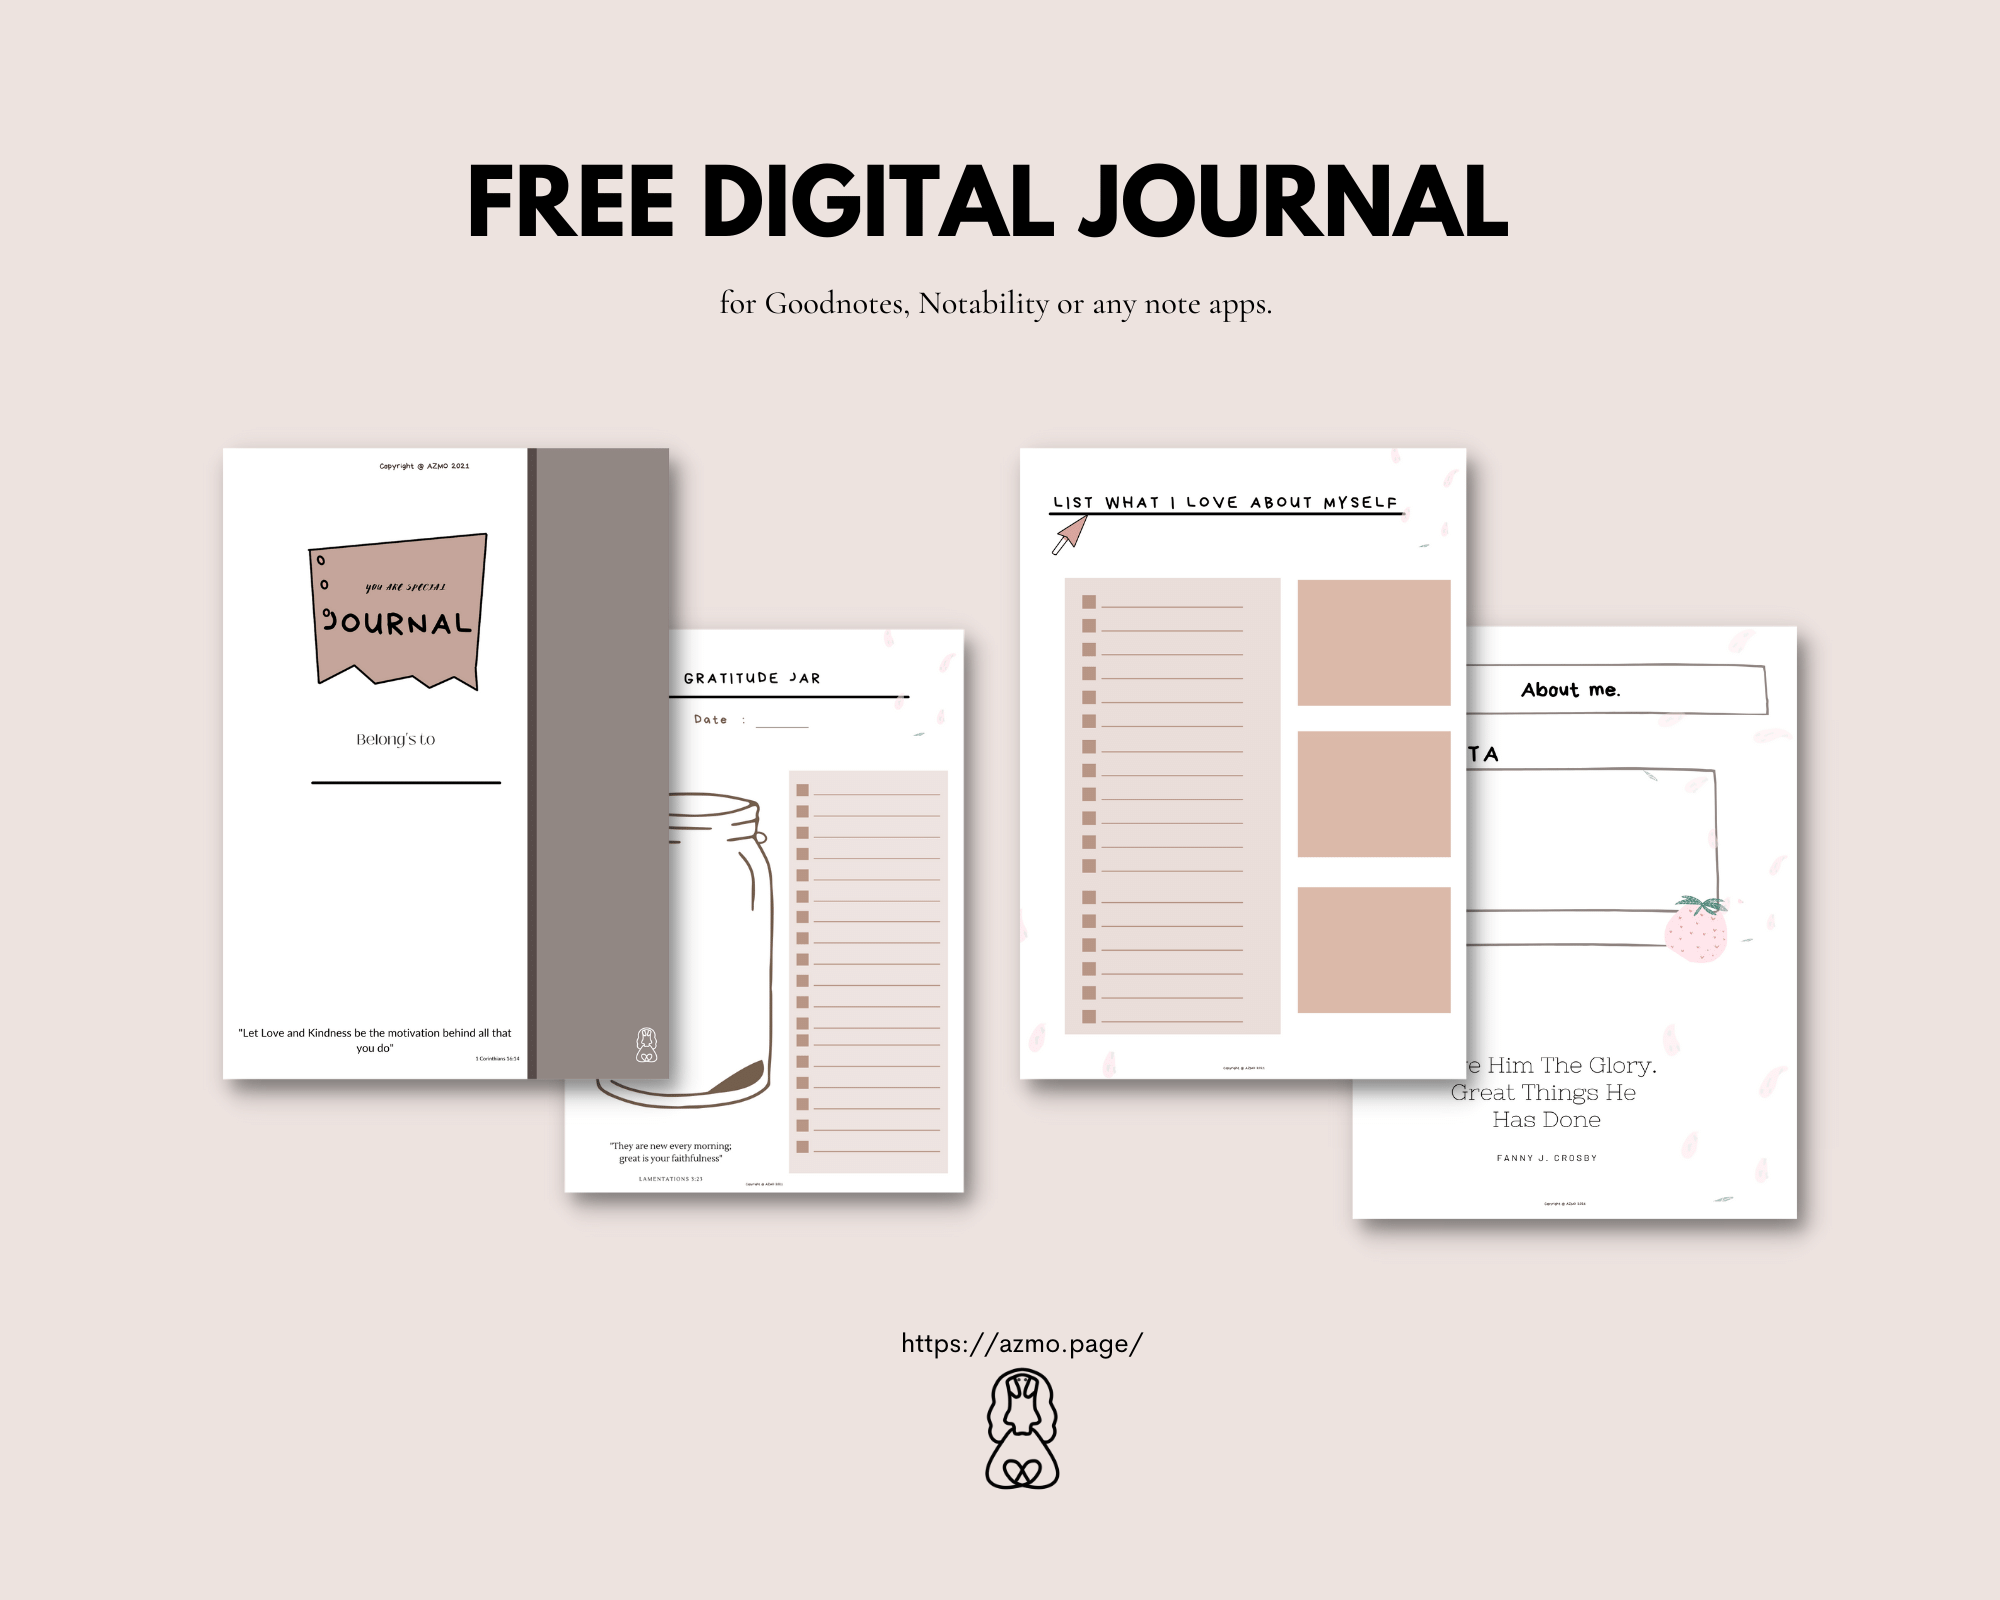 FREE DIGITAL JOURNAL
for Goodnotes, Notability or any note apps.
Copyright @ AZMO 2021
YOU ARE SPECIAL
JOURNAL
Belong's to
"Let Love and Kindness be the motivation behind all that
you do"
1 Corinthians 16:14
GRATITUDE JAR
Date :
"They are new every morning;
great is your faithfulness"
LAMENTATIONS 3:23
Copyright @ AZMO 2021
LIST WHAT I LOVE ABOUT MYSELF
Copyright @ AZMO 2021
About me.
TA
e Him The Glory.
Great Things He
Has Done
FANNY J. CROSBY
Copyright @ AZMO 2021
https://azmo.page/